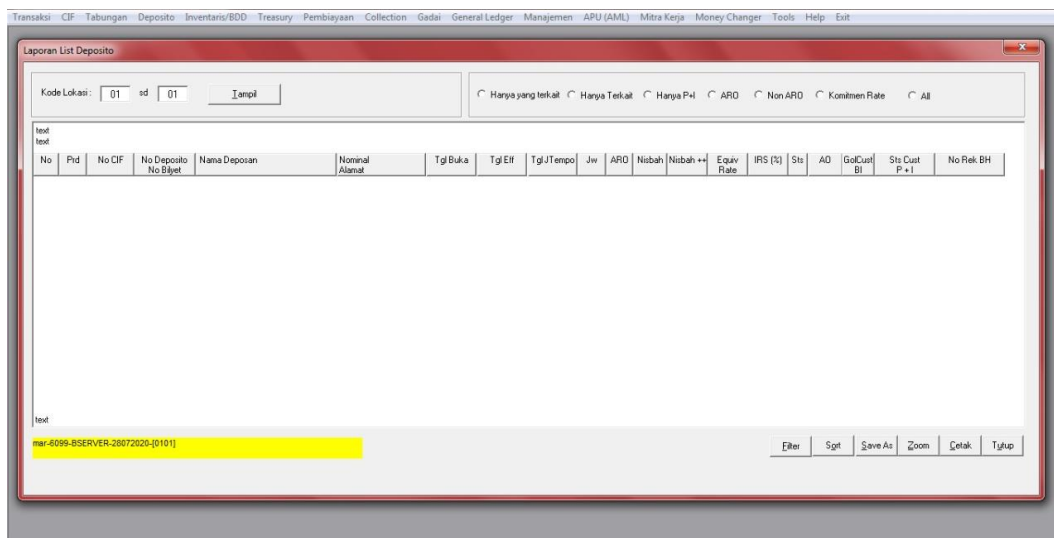 Transaksi CIF Tabungan Deposito Inventaris/BDD Treasury Pembiayaan Collection Gadai General Ledger Manajemen APU (AML) Mitra Kerja Money Changer Tools Help Exit
Laporan List Deposito
Kode Lokasi : 01 sd 01 Tampil Hanya yang terkait Hanya Terkait Hanya P+I ARO Non ARO Komitmen Rate All
text
text
No Prd No CIF No Deposito Nama Deposan Nominal Tgl Buka Tgl Eff Tgl JTempo Jw ARO Nisbah Nisbah ++ Equiv IRS (%) Sts AO GolCust Sts Cust No Rek BH
No Bilyet Alamat Rate BI P + I
text
mar-6099-BSERVER-28072020-[0101]
Filter Sort Save As Zoom Cetak Tutup